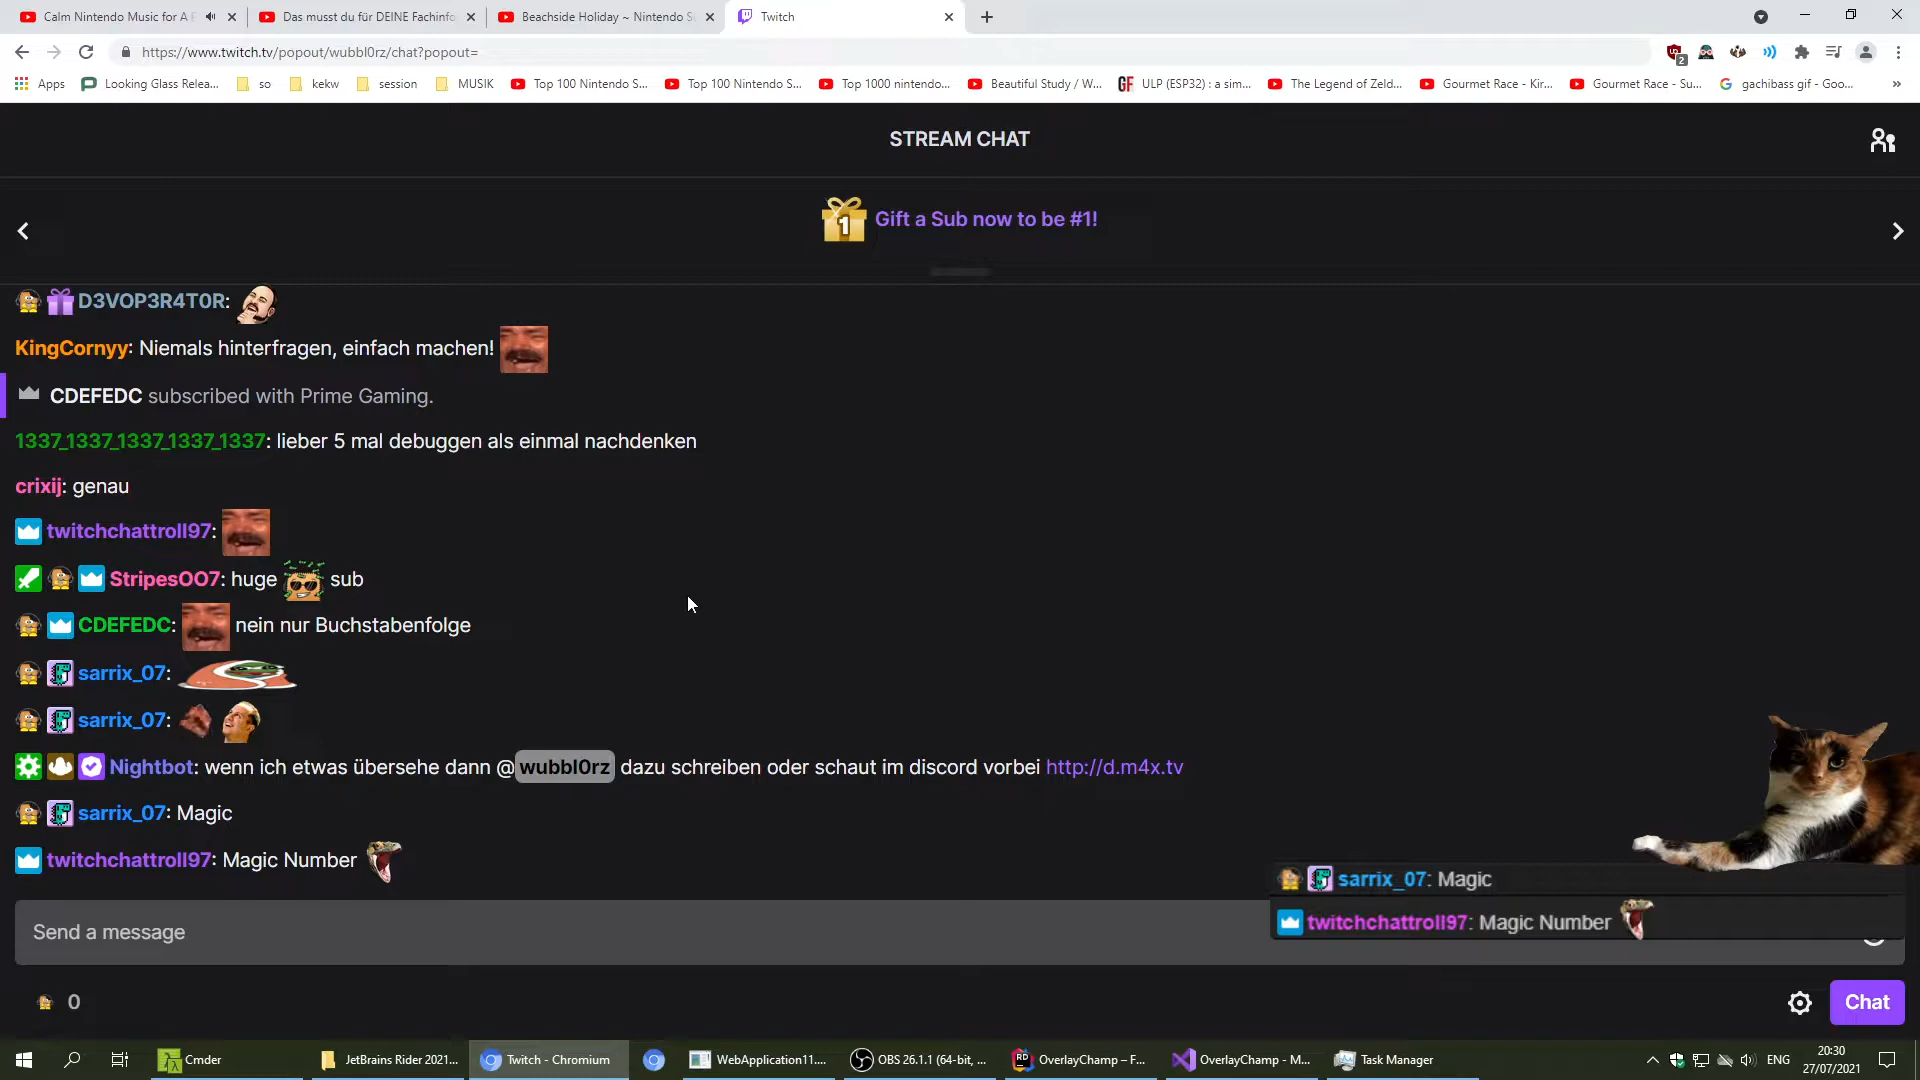 Calm Nintendo Music for A
Das musst du für DEINE Fachinfo
Beachside Holiday ~ Nintendo S
Twitch
https://www.twitch.tv/popout/wubbl0rz/chat?popout=
2
Apps
Looking Glass Relea...
so
kekw
session
MUSIK
Top 100 Nintendo S...
Top 100 Nintendo S...
Top 1000 nintendo...
Beautiful Study / W...
GF
ULP (ESP32) : a sim...
The Legend of Zeld...
Gourmet Race - Kir...
Gourmet Race - Su...
gachibass gif - Goo...
STREAM CHAT
1 Gift a Sub now to be #1!
D3VOP3R4T0R:
KingCornyy: Niemals hinterfragen, einfach machen!
CDEFEDC subscribed with Prime Gaming.
1337_1337_1337_1337_1337: lieber 5 mal debuggen als einmal nachdenken
crixij: genau
twitchchattroll97:
StripesOO7: huge sub
CDEFEDC: nein nur Buchstabenfolge
sarrix_07:
sarrix_07:
Nightbot: wenn ich etwas übersehe dann @wubbl0rz dazu schreiben oder schaut im discord vorbei http://d.m4x.tv
sarrix_07: Magic
twitchchattroll97: Magic Number
sarrix_07: Magic
twitchchattroll97: Magic Number
Send a message
0
Chat
Cmder
JetBrains Rider 2021...
Twitch - Chromium
WebApplication11....
OBS 26.1.1 (64-bit, ...
RD
OverlayChamp – F...
OverlayChamp - M...
Task Manager
ENG
20:30
27/07/2021